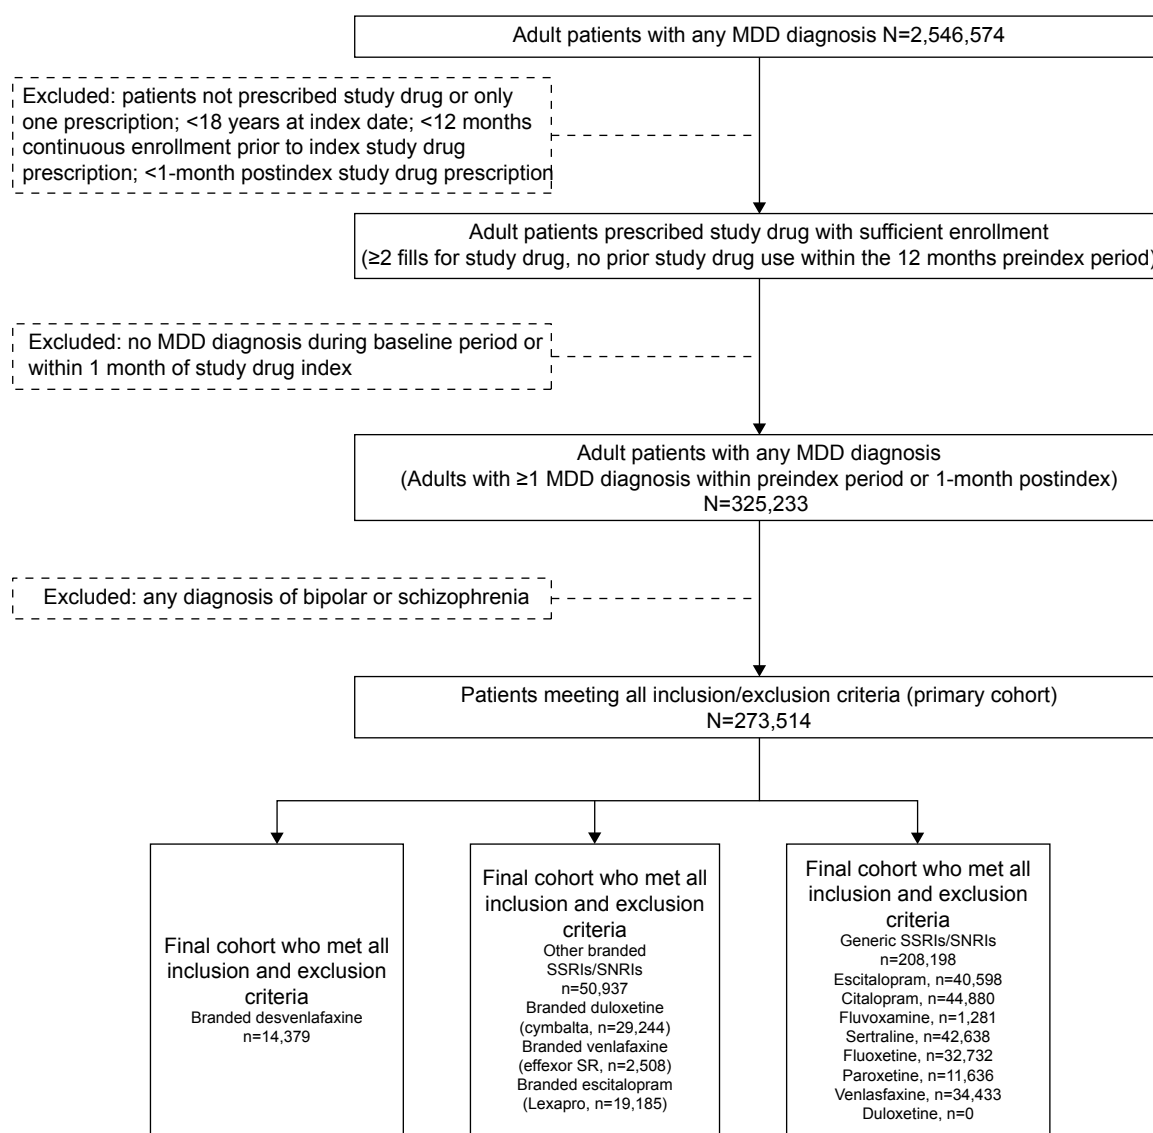 Adult patients with any MDD diagnosis N=2,546,574
Excluded: patients not prescribed study drug or only
one prescription; <18 years at index date; <12 months
continuous enrollment prior to index study drug
prescription; <1-month postindex study drug prescription
Adult patients prescribed study drug with sufficient enrollment
(≥2 fills for study drug, no prior study drug use within the 12 months preindex period)
Excluded: no MDD diagnosis during baseline period or
within 1 month of study drug index
Adult patients with any MDD diagnosis
(Adults with ≥1 MDD diagnosis within preindex period or 1-month postindex)
N=325,233
Excluded: any diagnosis of bipolar or schizophrenia
Patients meeting all inclusion/exclusion criteria (primary cohort)
N=273,514
Final cohort who met all
inclusion and exclusion
criteria
Branded desvenlafaxine
n=14,379
Final cohort who met all
inclusion and exclusion
criteria
Other branded
SSRIs/SNRIs
n=50,937
Branded duloxetine
(cymbalta, n=29,244)
Branded venlafaxine
(effexor SR, n=2,508)
Branded escitalopram
(Lexapro, n=19,185)
Final cohort who met all
inclusion and exclusion
criteria
Generic SSRIs/SNRIs
n=208,198
Escitalopram, n=40,598
Citalopram, n=44,880
Fluvoxamine, n=1,281
Sertraline, n=42,638
Fluoxetine, n=32,732
Paroxetine, n=11,636
Venlasfaxine, n=34,433
Duloxetine, n=0